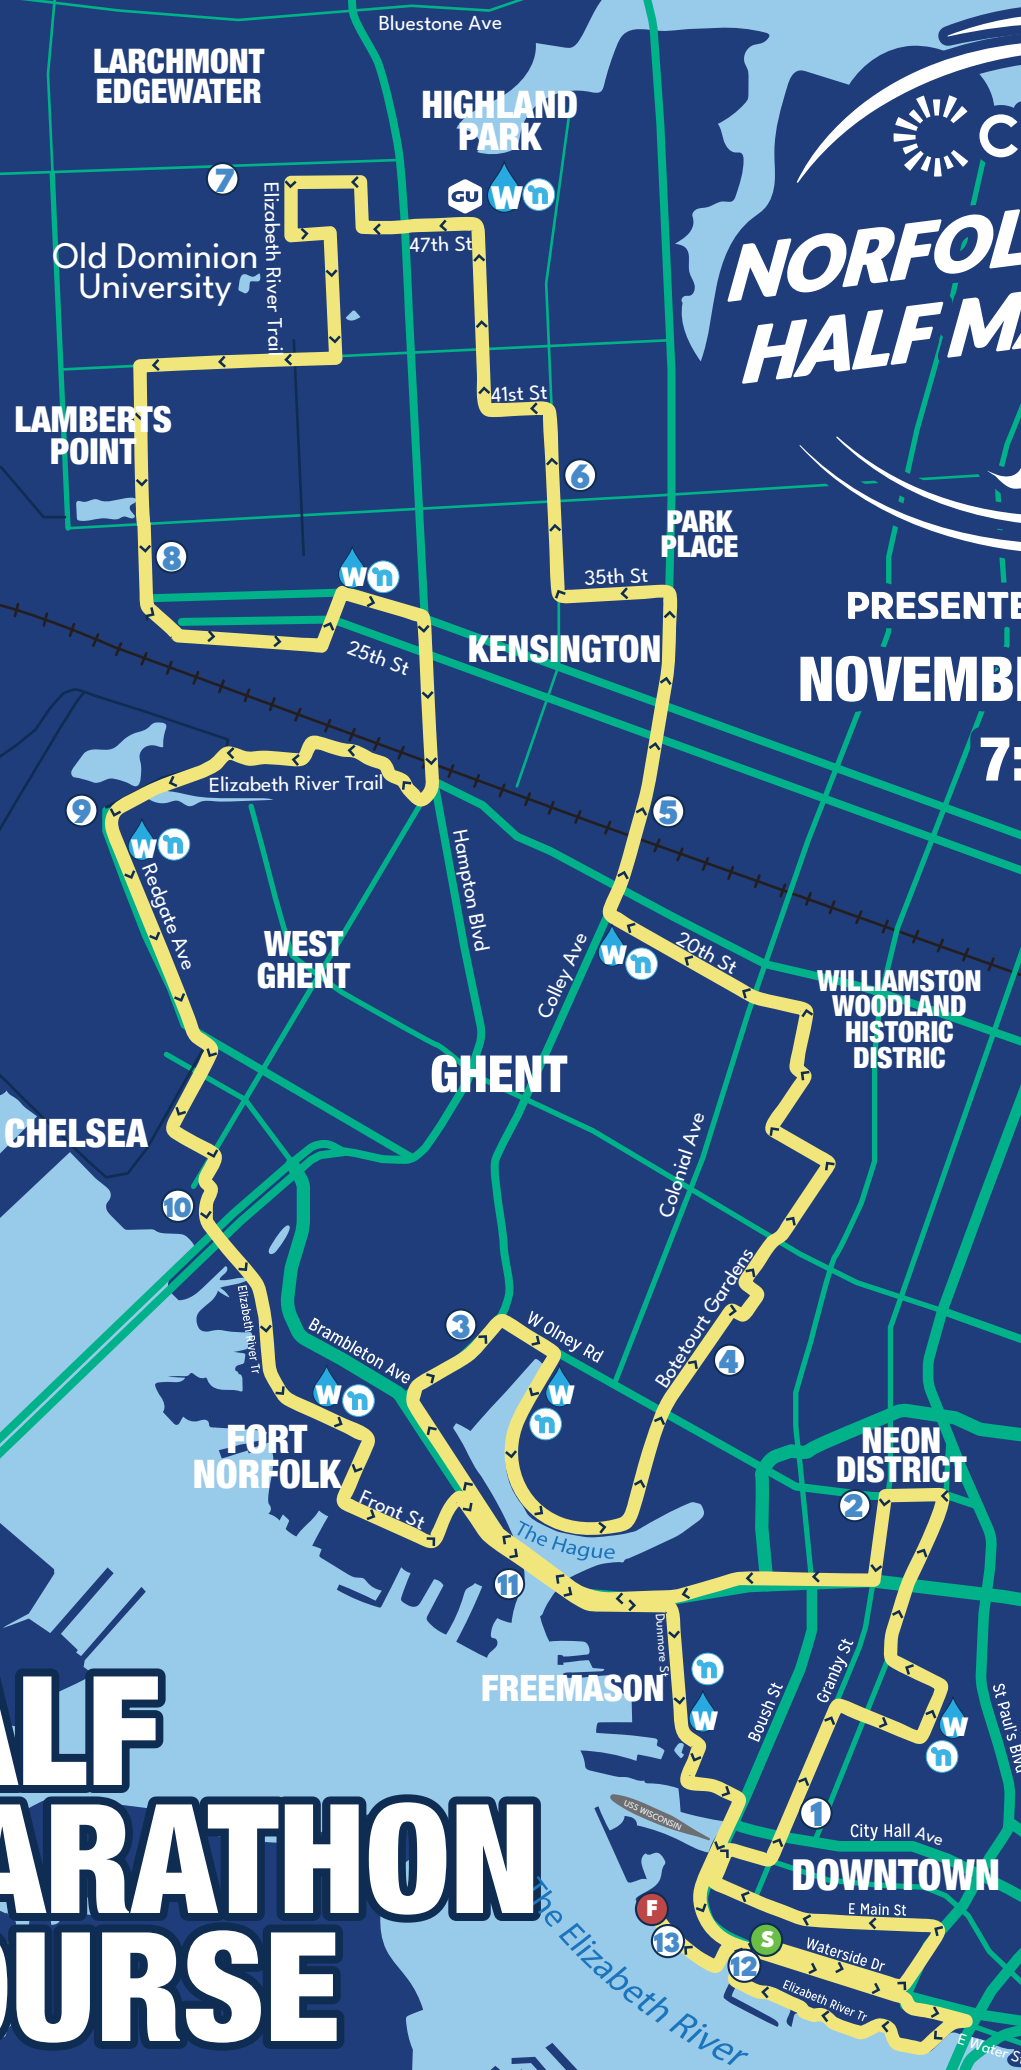 Bluestone Ave
LARCHMONT
EDGEWATER
HIGHLAND
PARK
C
7
GU
W
n
Elizabeth River Trail
47th St
Old Dominion
University
NORFOL
HALF MA
41st St
LAMBERTS
POINT
6
PARK
PLACE
8
W
n
35th St
PRESENTE
KENSINGTON
25th St
NOVEMB
7:
Elizabeth River Trail
9
5
W
n
Redgate Ave
Hampton Blvd
WEST
GHENT
Colley Ave
W
n
20th St
WILLIAMSTON
WOODLAND
HISTORIC
DISTRIC
GHENT
CHELSEA
Colonial Ave
10
Elizabeth River Tr
Brambleton Ave
3
W Olney Rd
Botetourt Gardens
4
W
n
W
n
FORT
NORFOLK
NEON
DISTRICT
Front St
2
The Hague
11
Dunmore St
FREEMASON
n
W
Boush St
Granby St
St Paul's Blvd
W
n
USS WISCONSIN
1
City Hall Ave
DOWNTOWN
ALF
ARATHON
OURSE
The Elizabeth River
F
13
E Main St
S
12
Waterside Dr
Elizabeth River Tr
E Water S